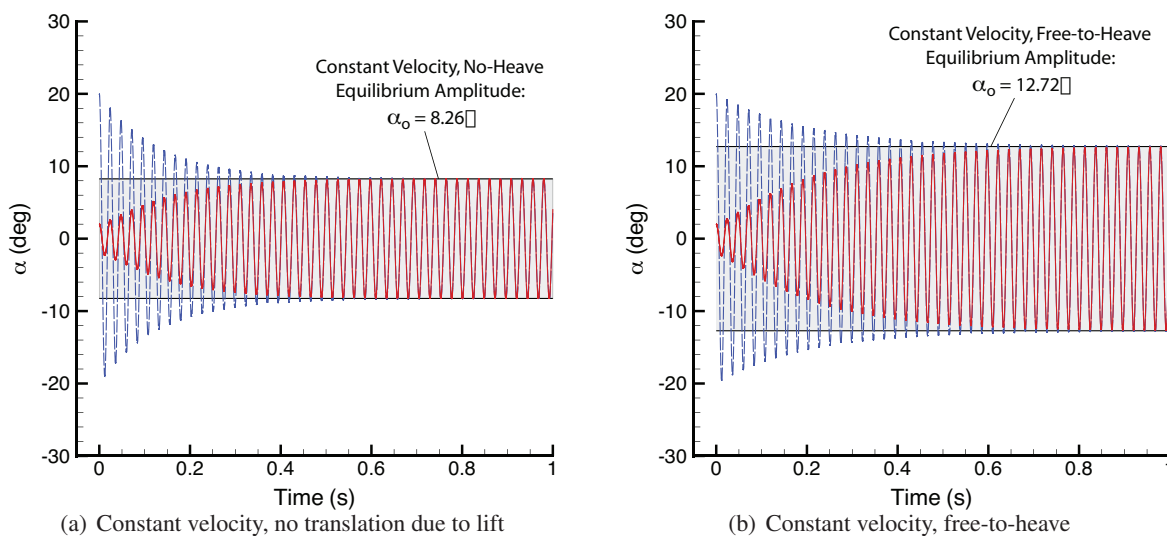 30
20
10
0
-10
-20
-30
α (deg)
Constant Velocity, No-Heave
Equilibrium Amplitude:
αo = 8.26▯
0 0.2 0.4 0.6 0.8 1
Time (s)
(a) Constant velocity, no translation due to lift
30
20
10
0
-10
-20
-30
α (deg)
Constant Velocity, Free-to-Heave
Equilibrium Amplitude:
αo = 12.72▯
0 0.2 0.4 0.6 0.8 1
Time (s)
(b) Constant velocity, free-to-heave